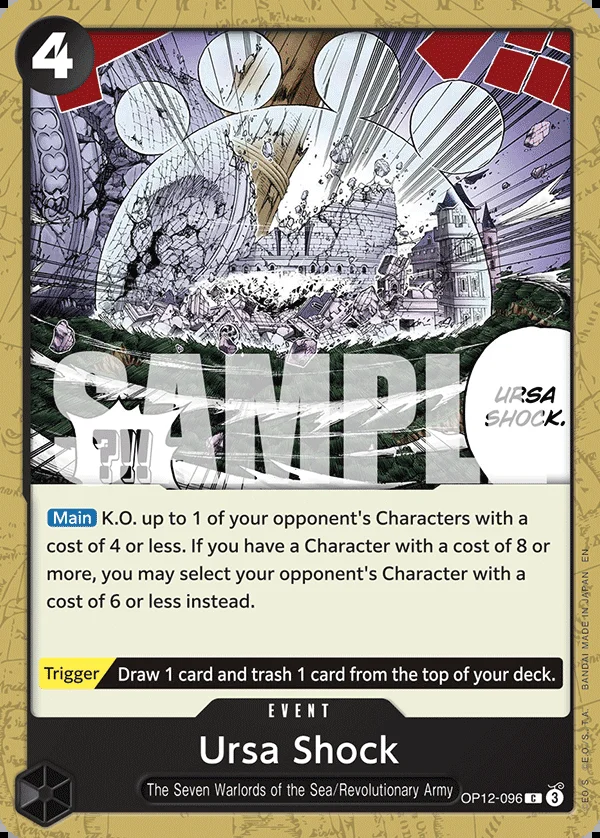 DLICHES EISMEER
4
SAMPL
URSA
SHOCK.
?!!
Main K.O. up to 1 of your opponent's Characters with a
cost of 4 or less. If you have a Character with a cost of 8 or
more, you may select your opponent's Character with a
cost of 6 or less instead.
Trigger Draw 1 card and trash 1 card from the top of your deck.
EVENT
Ursa Shock
The Seven Warlords of the Sea/Revolutionary Army
OP12-096 C 3
©E.O./S. ©E.O./S.,T.A. BANDAI MADE IN JAPAN EN